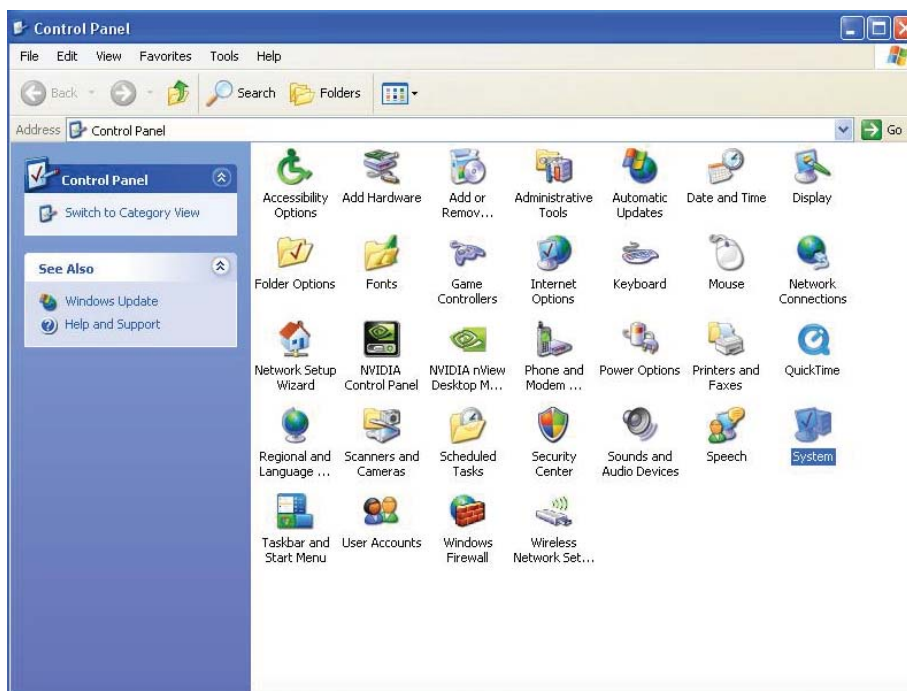 Control Panel
File Edit View Favorites Tools Help
Back Search Folders
Address Control Panel Go
Control Panel
Switch to Category View
See Also
Windows Update
Help and Support
Accessibility Options
Add Hardware
Add or Remov...
Administrative Tools
Automatic Updates
Date and Time
Display
Folder Options
Fonts
Game Controllers
Internet Options
Keyboard
Mouse
Network Connections
Network Setup Wizard
NVIDIA Control Panel
NVIDIA nView Desktop M...
Phone and Modem ...
Power Options
Printers and Faxes
QuickTime
Regional and Language ...
Scanners and Cameras
Scheduled Tasks
Security Center
Sounds and Audio Devices
Speech
System
Taskbar and Start Menu
User Accounts
Windows Firewall
Wireless Network Set...